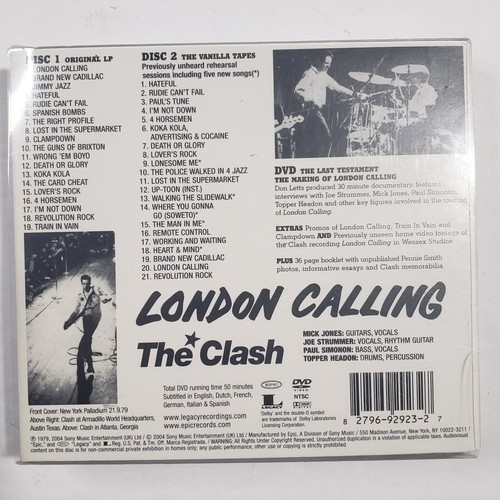 DISC 1 ORIGINAL LP
1. LONDON CALLING
2. BRAND NEW CADILLAC
3. JIMMY JAZZ
4. HATEFUL
5. RUDIE CAN'T FAIL
6. SPANISH BOMBS
7. THE RIGHT PROFILE
8. LOST IN THE SUPERMARKET
9. CLAMPDOWN
10. THE GUNS OF BRIXTON
11. WRONG 'EM BOYO
12. DEATH OR GLORY
13. KOKA KOLA
14. THE CARD CHEAT
15. LOVER'S ROCK
16. 4 HORSEMEN
17. I'M NOT DOWN
18. REVOLUTION ROCK
19. TRAIN IN VAIN
DISC 2 THE VANILLA TAPES
Previously unheard rehearsal
sessions including five new songs(*)
1. HATEFUL
2. RUDIE CAN'T FAIL
3. PAUL'S TUNE
4. I'M NOT DOWN
5. 4 HORSEMEN
6. KOKA KOLA,
ADVERTISING & COCAINE
7. DEATH OR GLORY
8. LOVER'S ROCK
9. LONESOME ME*
10. THE POLICE WALKED IN 4 JAZZ
11. LOST IN THE SUPERMARKET
12. UP-TOON (INST.)
13. WALKING THE SLIDEWALK*
14. WHERE YOU GONNA
GO (SOWETO)*
15. THE MAN IN ME*
16. REMOTE CONTROL
17. WORKING AND WAITING
18. HEART & MIND*
19. BRAND NEW CADILLAC
20. LONDON CALLING
21. REVOLUTION ROCK
DVD THE LAST TESTAMENT
THE MAKING OF LONDON CALLING
Don Letts produced 30 minute documentary, features
interviews with Joe Strummer, Mick Jones, Paul Simonon,
Topper Headon and other key figures involved in the making
of London Calling.
EXTRAS Promos of London Calling, Train In Vain and
Clampdown AND Previously unseen home video footage of
the Clash recording London Calling in Wessex Studios
PLUS 36 page booklet with unpublished Pennie Smith
photos, informative essays and Clash memorabilia
LONDON CALLING
The Clash
MICK JONES: GUITARS, VOCALS
JOE STRUMMER: VOCALS, RHYTHM GUITAR
PAUL SIMONON: BASS, VOCALS
TOPPER HEADON: DRUMS, PERCUSSION
Total DVD running time 50 minutes
Subtitled in English, Dutch, French,
German, Italian & Spanish
www.legacyrecordings.com
www.epicrecords.com
epic
DVD
VIDEO
LEGACY
NTSC
8 2796-92923-2 7
Front Cover: New York Palladium 21.9.79
Above Right: Clash at Armadillo World Headquarters,
Austin Texas. Above: Clash in Atlanta, Georgia